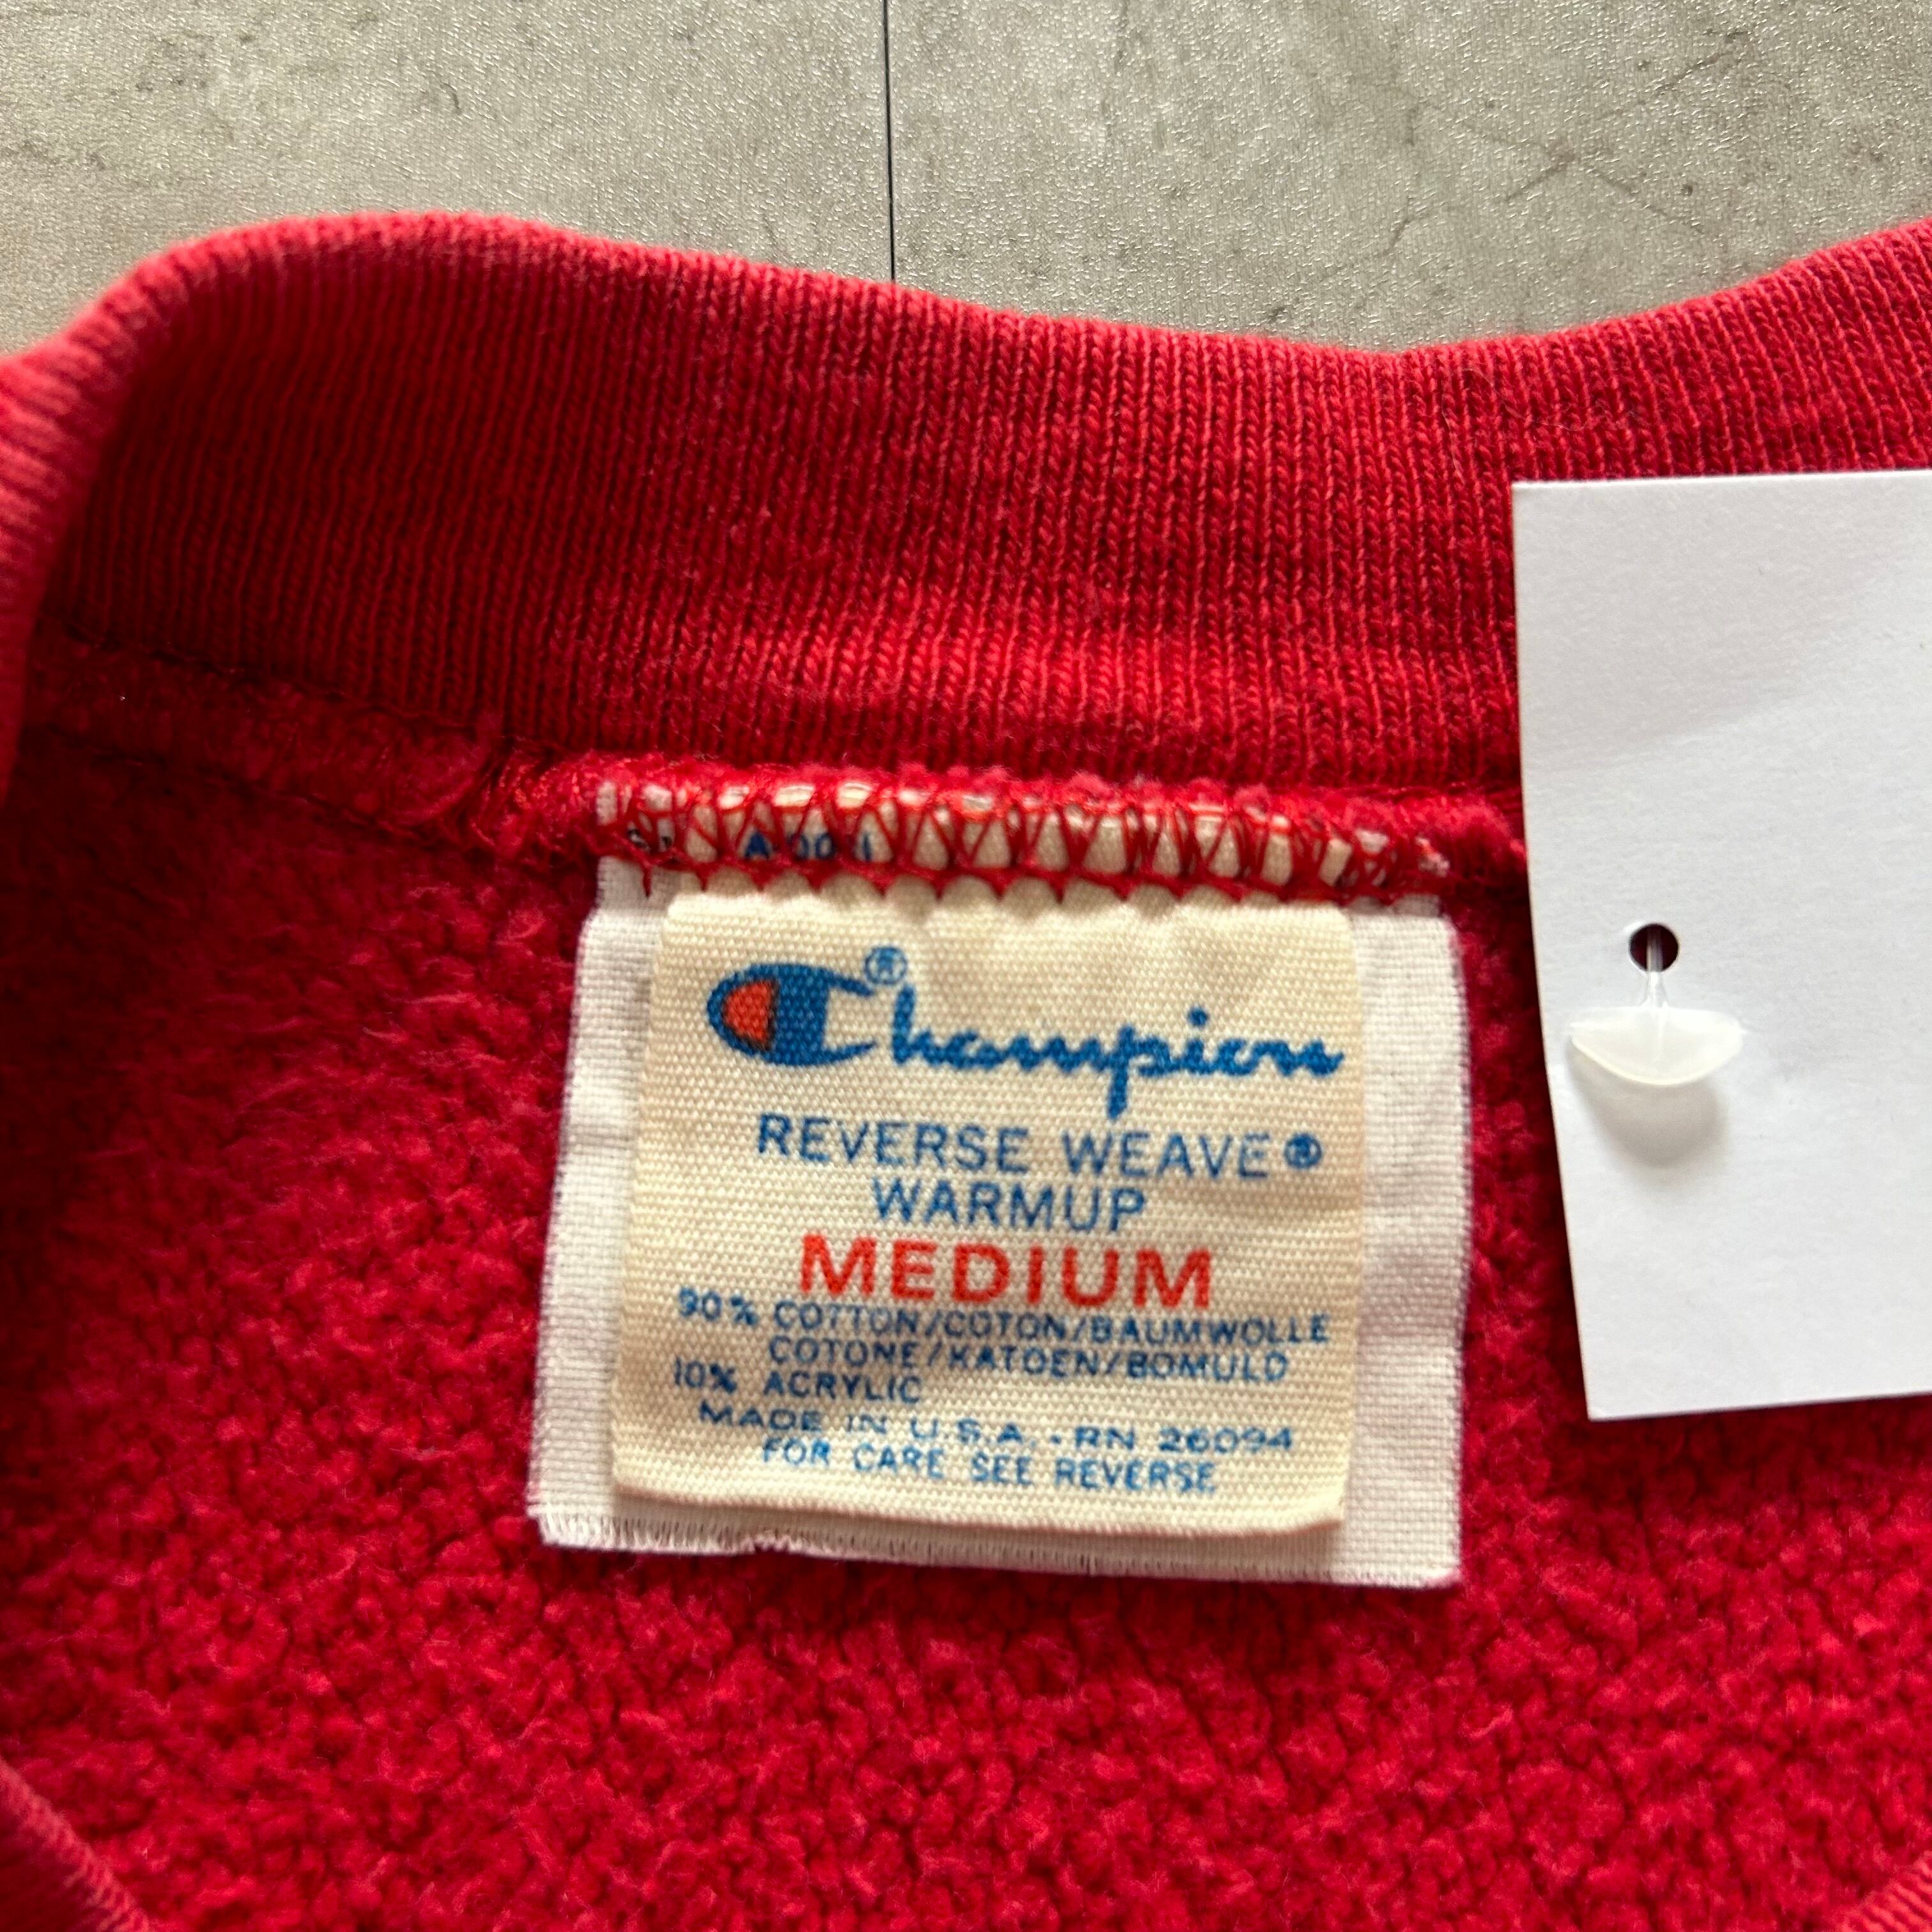 Champion®
REVERSE WEAVE®
WARMUP
MEDIUM
90% COTTON/COTON/BAUMWOLLE
COTONE/KATOEN/BOMULD
10% ACRYLIC
MADE IN U.S.A. - RN 26094
FOR CARE SEE REVERSE